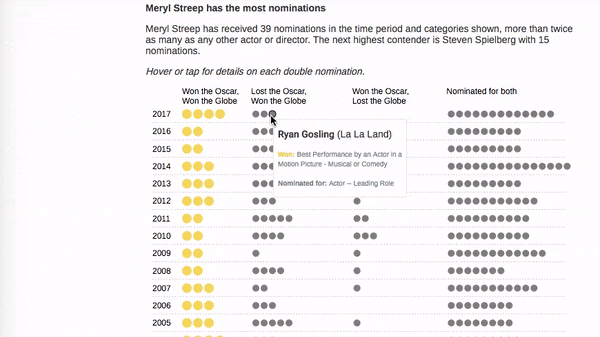 Meryl Streep has the most nominations
Meryl Streep has received 39 nominations in the time period and categories shown, more than twice
as many as any other actor or director. The next highest contender is Steven Spielberg with 15
nominations.
Hover or tap for details on each double nomination.
Won the Oscar, Lost the Oscar, Won the Oscar, Nominated for both
Won the Globe Won the Globe Lost the Globe
2017
Ryan Gosling (La La Land)
2016
Won: Best Performance by an Actor in a
2015
Motion Picture - Musical or Comedy
2014
Nominated for: Actor -- Leading Role
2013
2012
2011
2010
2009
2008
2007
2006
2005